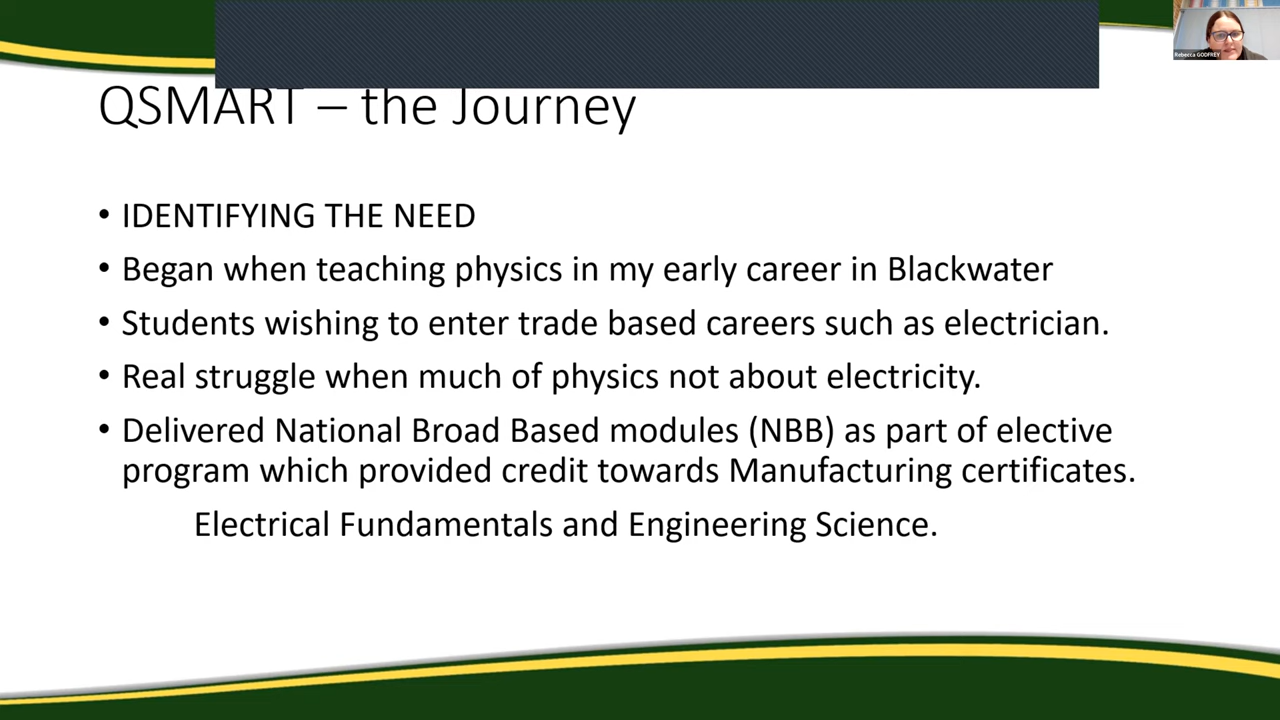 Rebecca GODFREY
QSMART – the Journey
• IDENTIFYING THE NEED
• Began when teaching physics in my early career in Blackwater
• Students wishing to enter trade based careers such as electrician.
• Real struggle when much of physics not about electricity.
• Delivered National Broad Based modules (NBB) as part of elective
program which provided credit towards Manufacturing certificates.
Electrical Fundamentals and Engineering Science.